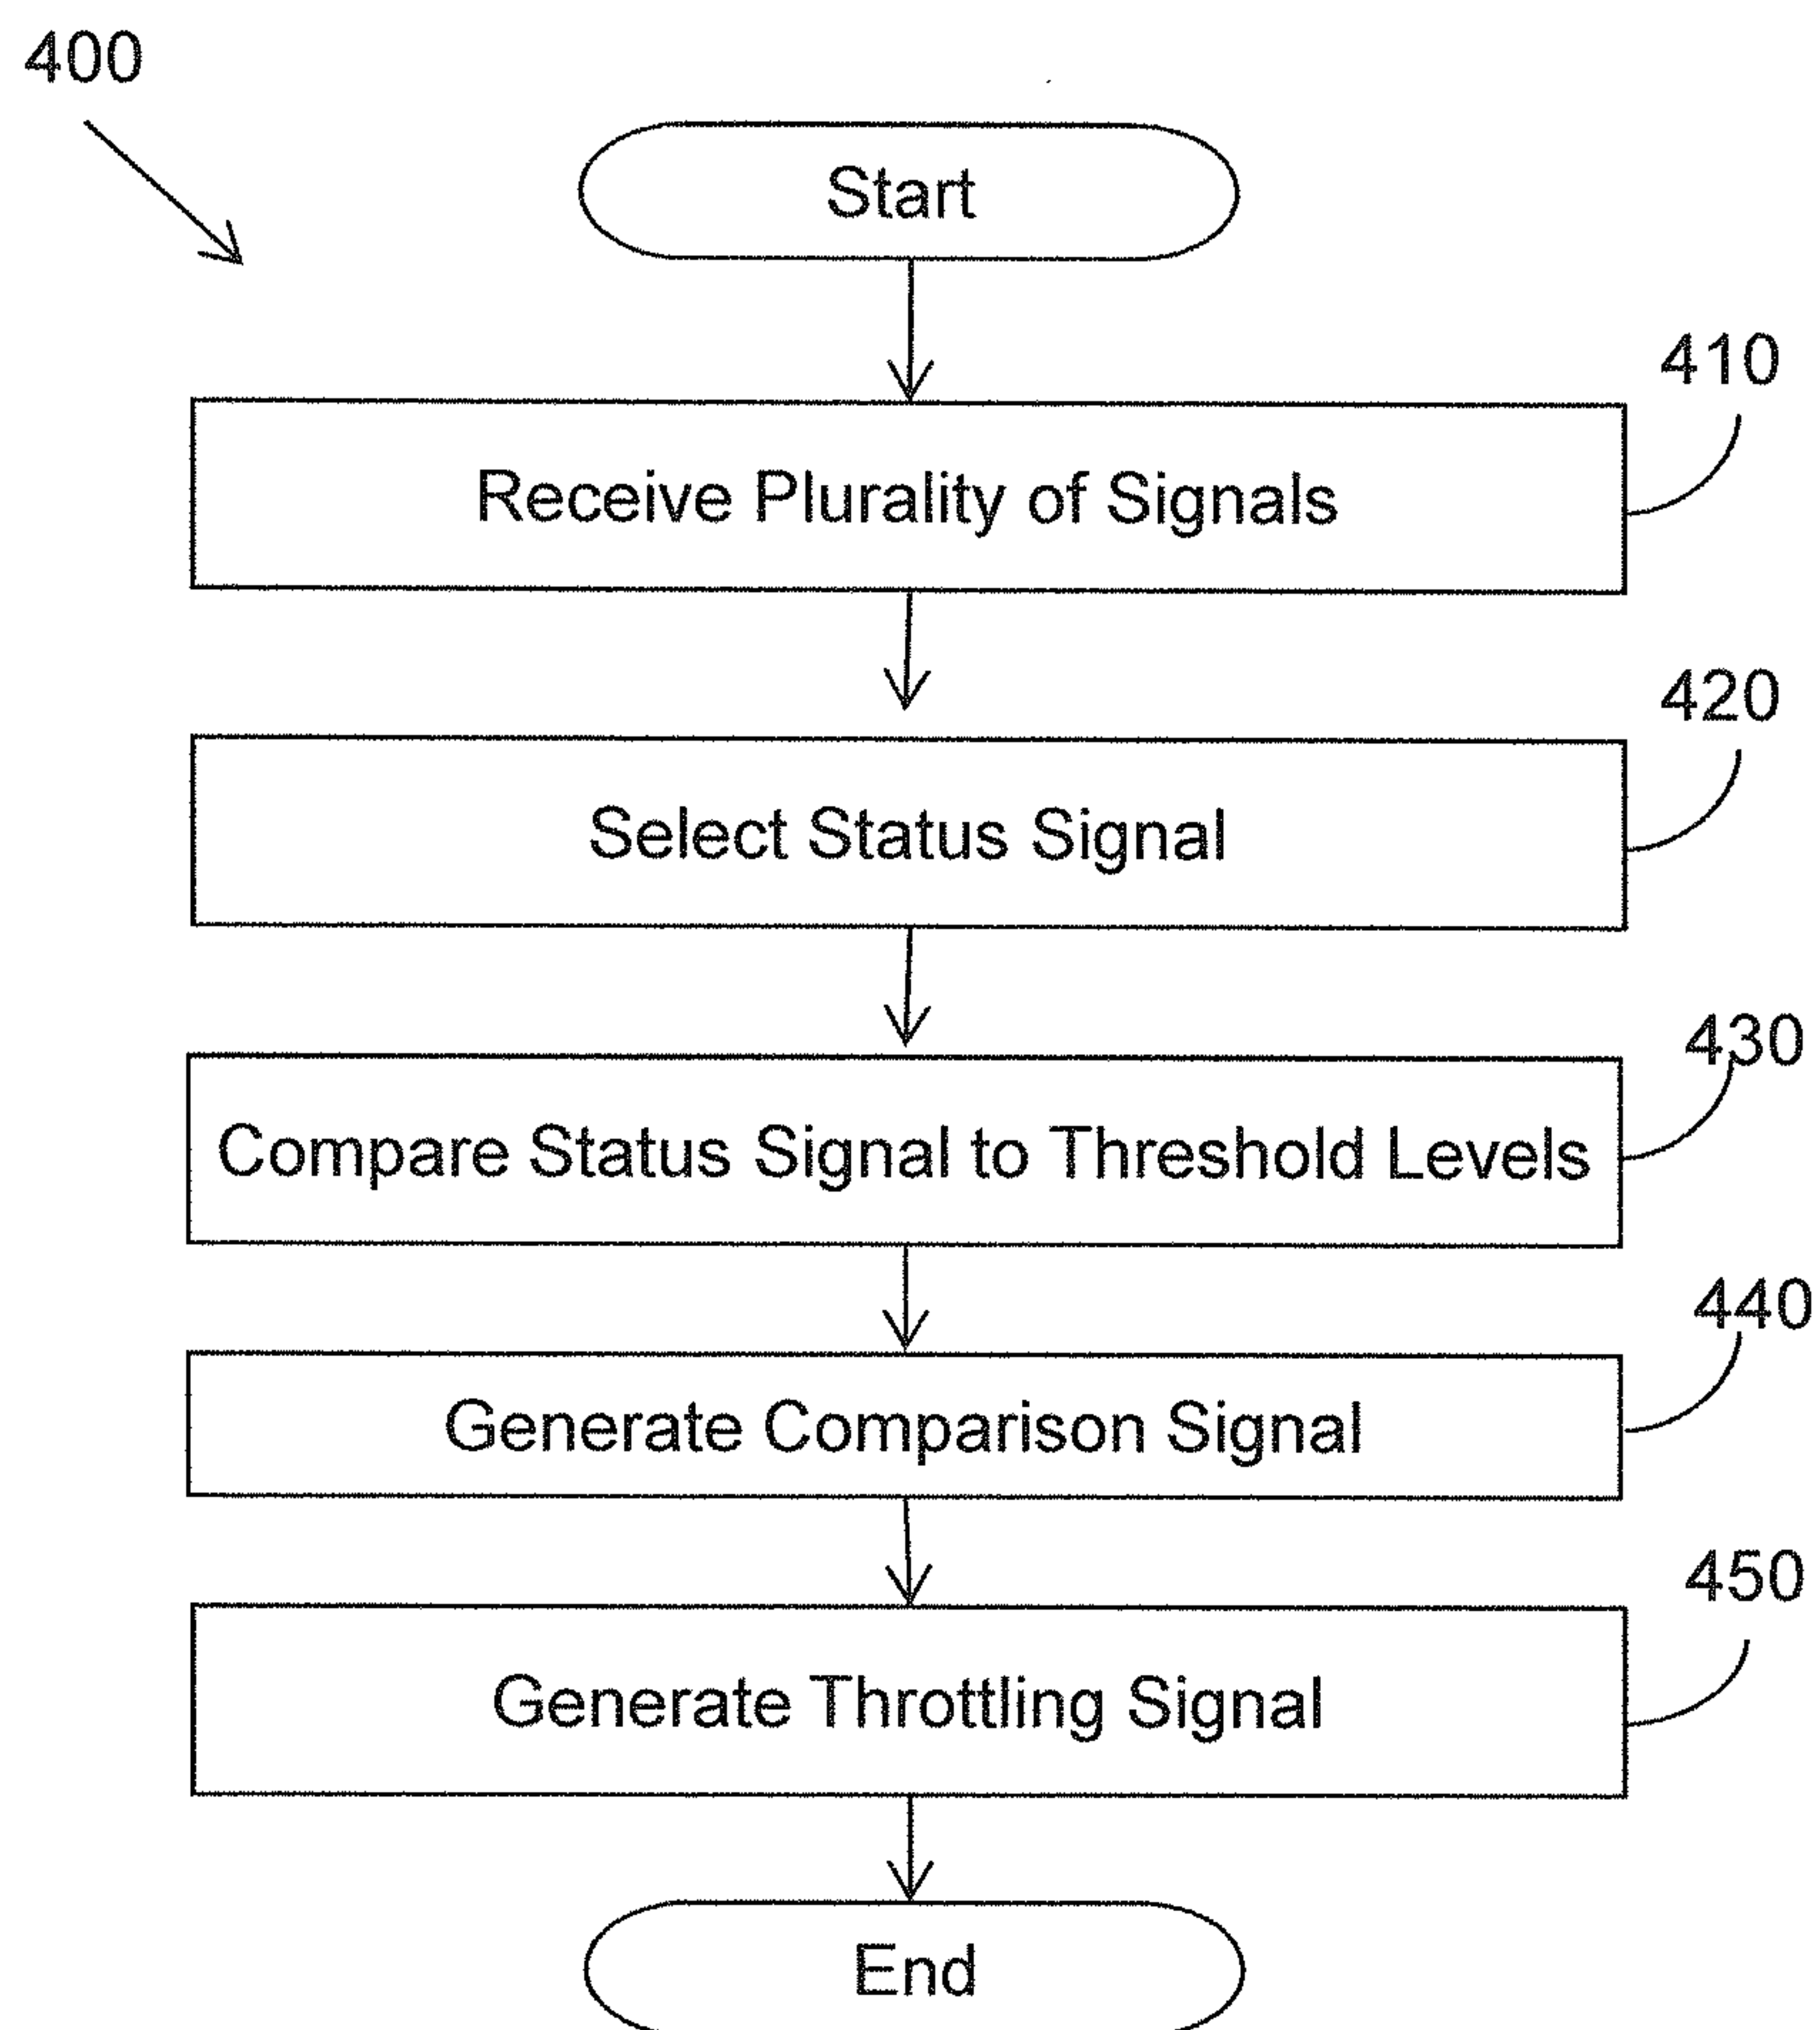 400
Start
410
Receive Plurality of Signals
420
Select Status Signal
430
Compare Status Signal to Threshold Levels
440
Generate Comparison Signal
450
Generate Throttling Signal
End